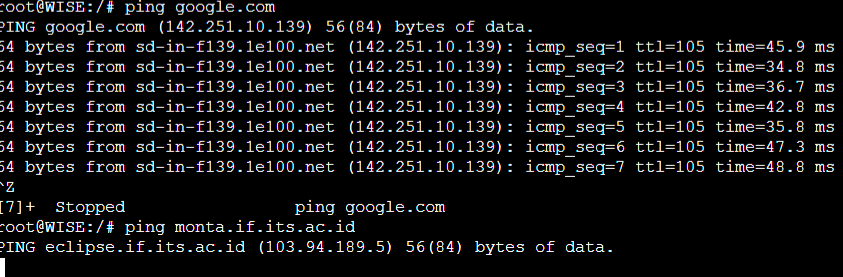 root@WISE:/# ping google.com
PING google.com (142.251.10.139) 56(84) bytes of data.
64 bytes from sd-in-f139.1e100.net (142.251.10.139): icmp_seq=1 ttl=105 time=45.9 ms
64 bytes from sd-in-f139.1e100.net (142.251.10.139): icmp_seq=2 ttl=105 time=34.8 ms
64 bytes from sd-in-f139.1e100.net (142.251.10.139): icmp_seq=3 ttl=105 time=36.7 ms
64 bytes from sd-in-f139.1e100.net (142.251.10.139): icmp_seq=4 ttl=105 time=42.8 ms
64 bytes from sd-in-f139.1e100.net (142.251.10.139): icmp_seq=5 ttl=105 time=35.8 ms
64 bytes from sd-in-f139.1e100.net (142.251.10.139): icmp_seq=6 ttl=105 time=47.3 ms
64 bytes from sd-in-f139.1e100.net (142.251.10.139): icmp_seq=7 ttl=105 time=48.8 ms
^Z
[7]+  Stopped                 ping google.com
root@WISE:/# ping monta.if.its.ac.id
PING eclipse.if.its.ac.id (103.94.189.5) 56(84) bytes of data.